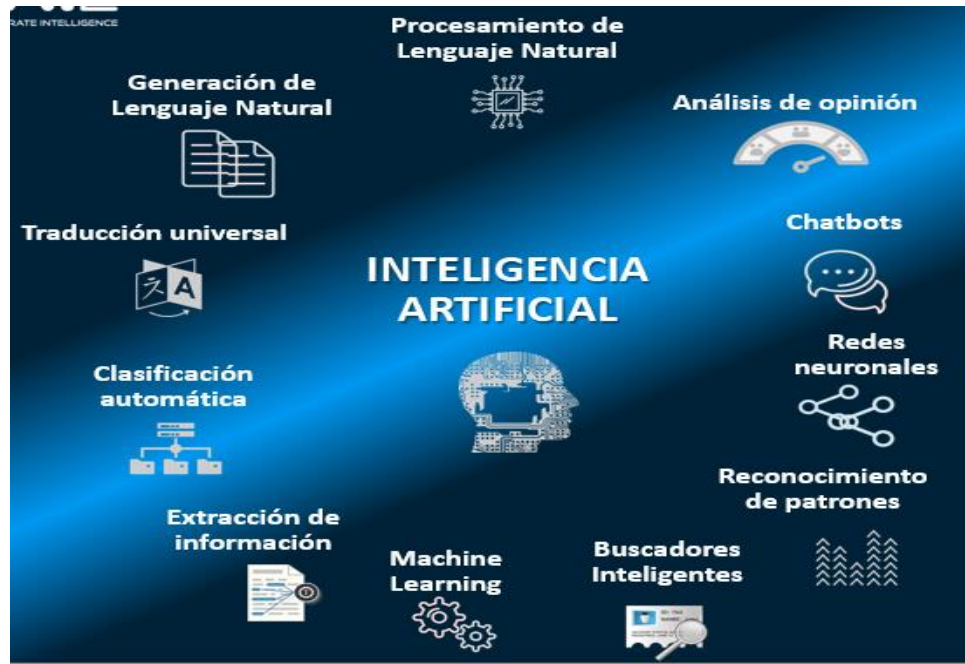 RATE INTELLIGENCE
Procesamiento de
Lenguaje Natural
Generación de
Lenguaje Natural
Análisis de opinión
Traducción universal
Chatbots
INTELIGENCIA
ARTIFICIAL
Redes
neuronales
Clasificación
automática
Reconocimiento
de patrones
Extracción de
información
Machine
Learning
Buscadores
Inteligentes